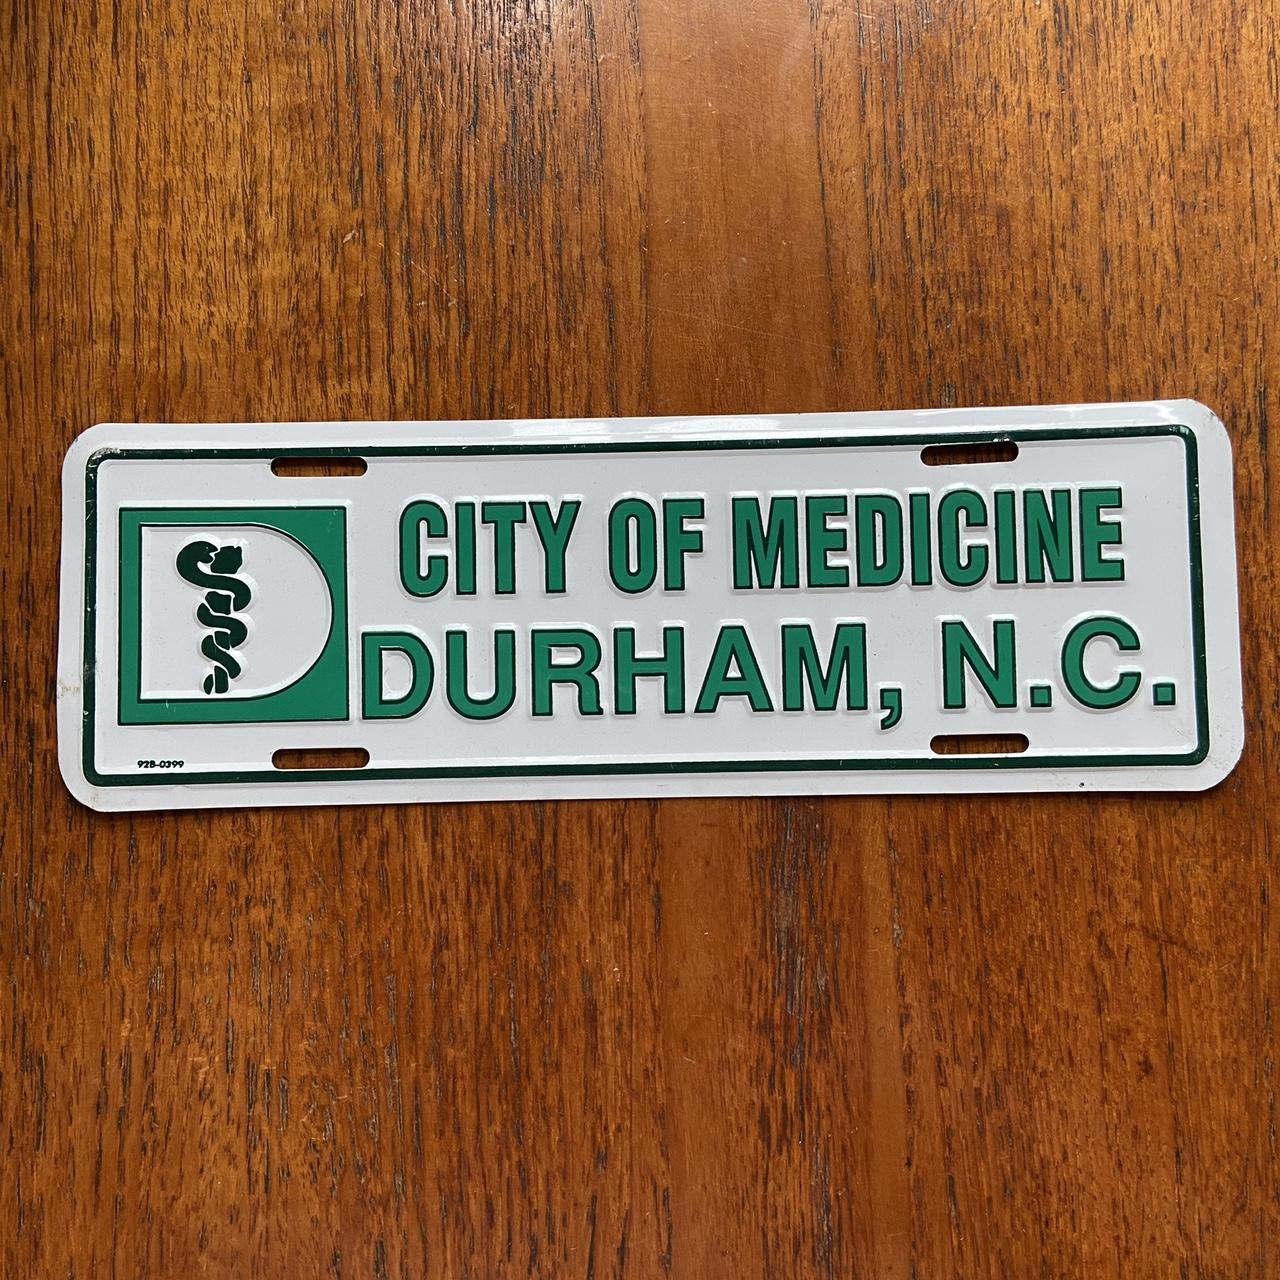 CITY OF MEDICINE
DURHAM, N.C.
92B-0399